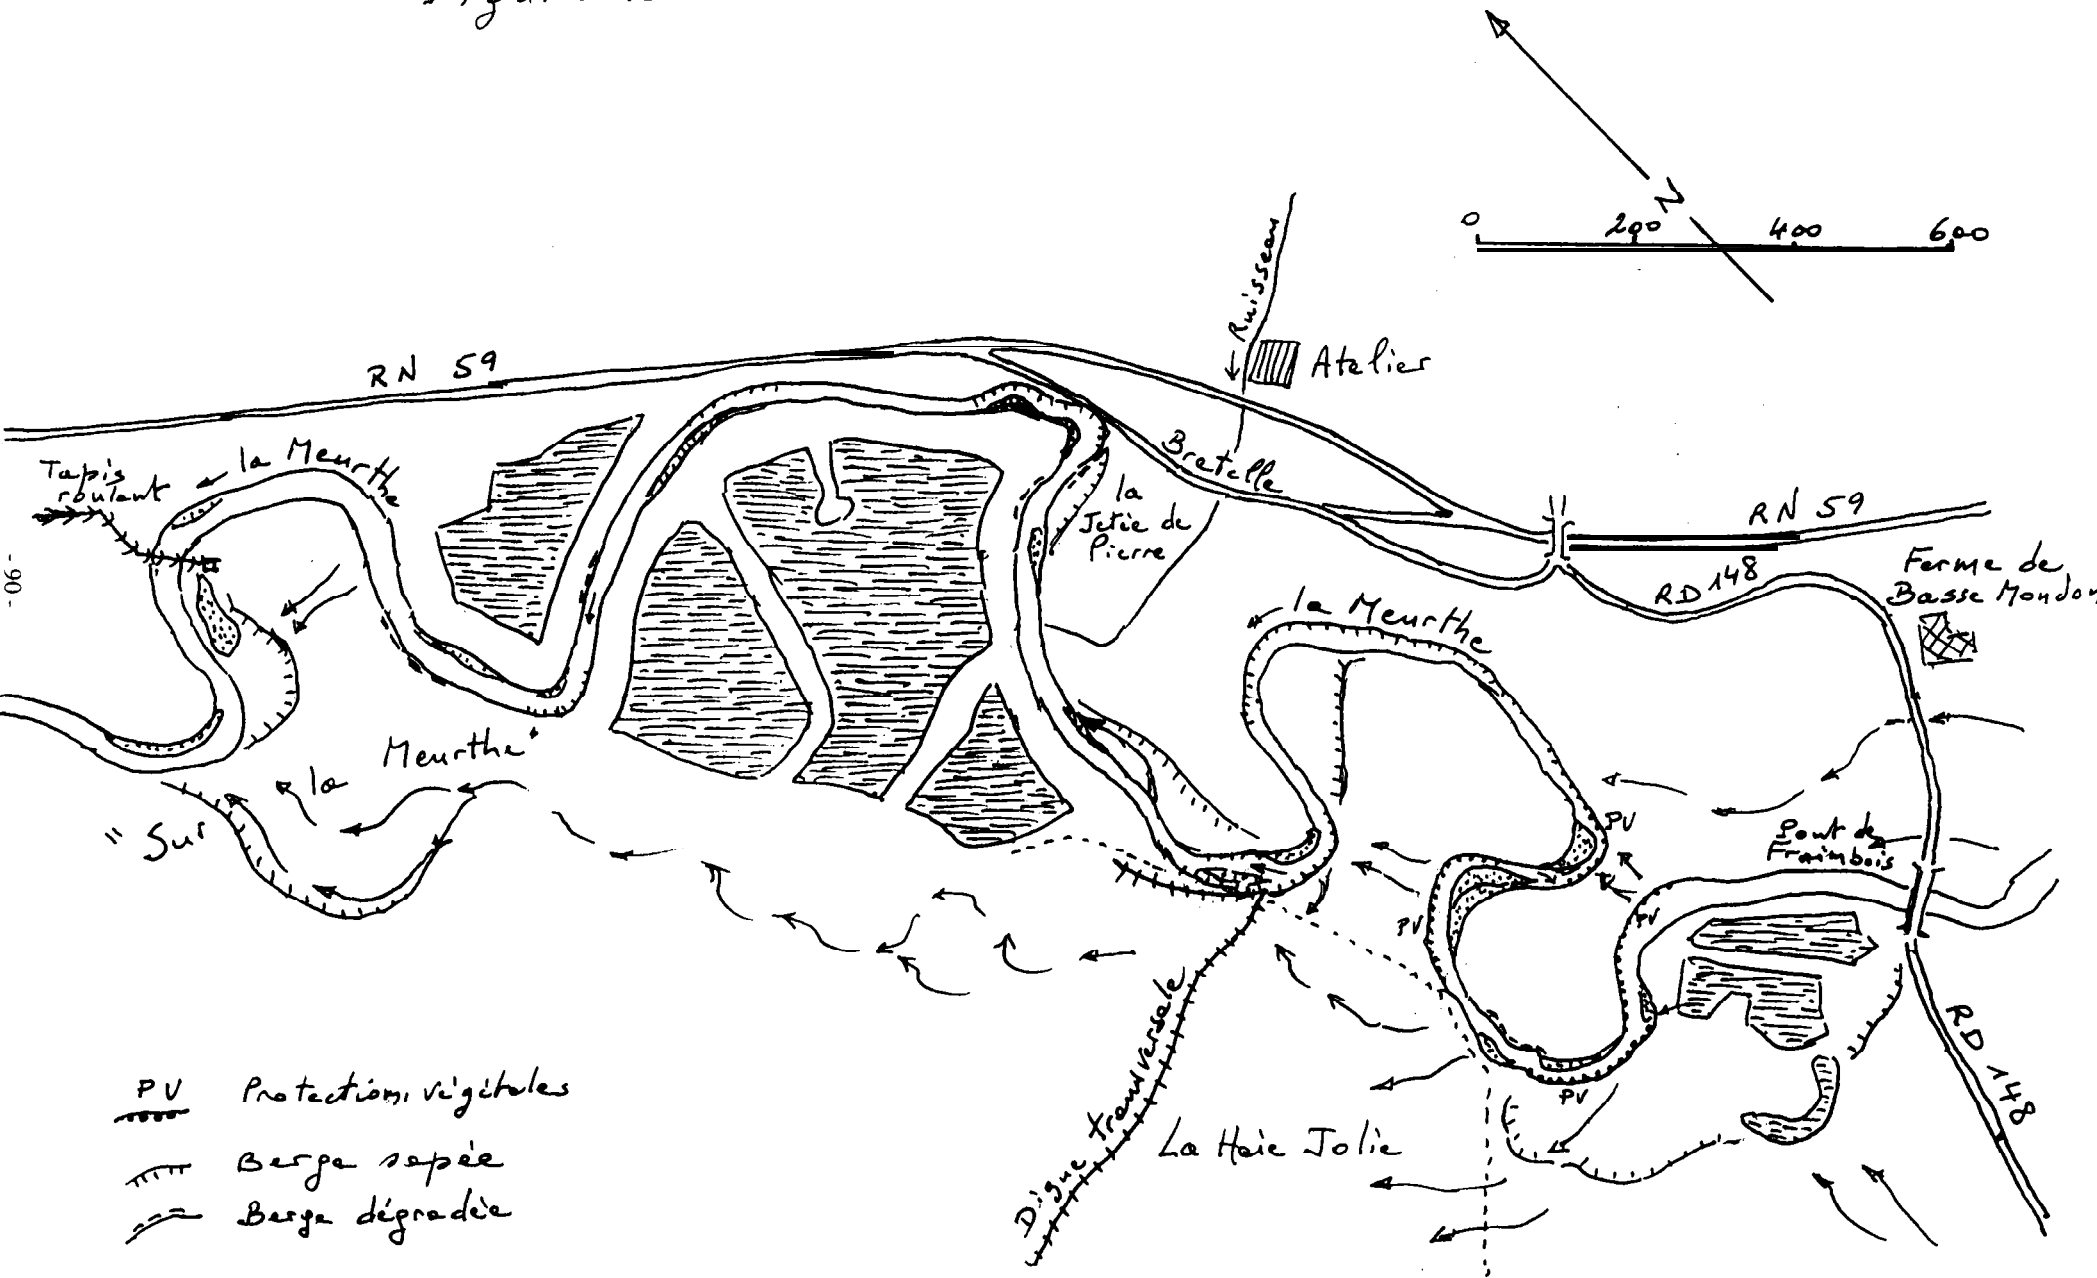 N
0 200 400 600
Ruisseau
Atelier
RN 59
la Meurthe
Tapis
roulant
Bretelle
la
Jetée de
Pierre
RN 59
RD 148
Ferme de
la Meurthe
-90-
"Sur la Meurthe"
PV
Pont de
Fraimbois
PV
PV
PV
RD 148
Digue transversale
La Haie Jolie
PV Protections végétales
Berge sapée
Berge dégradée